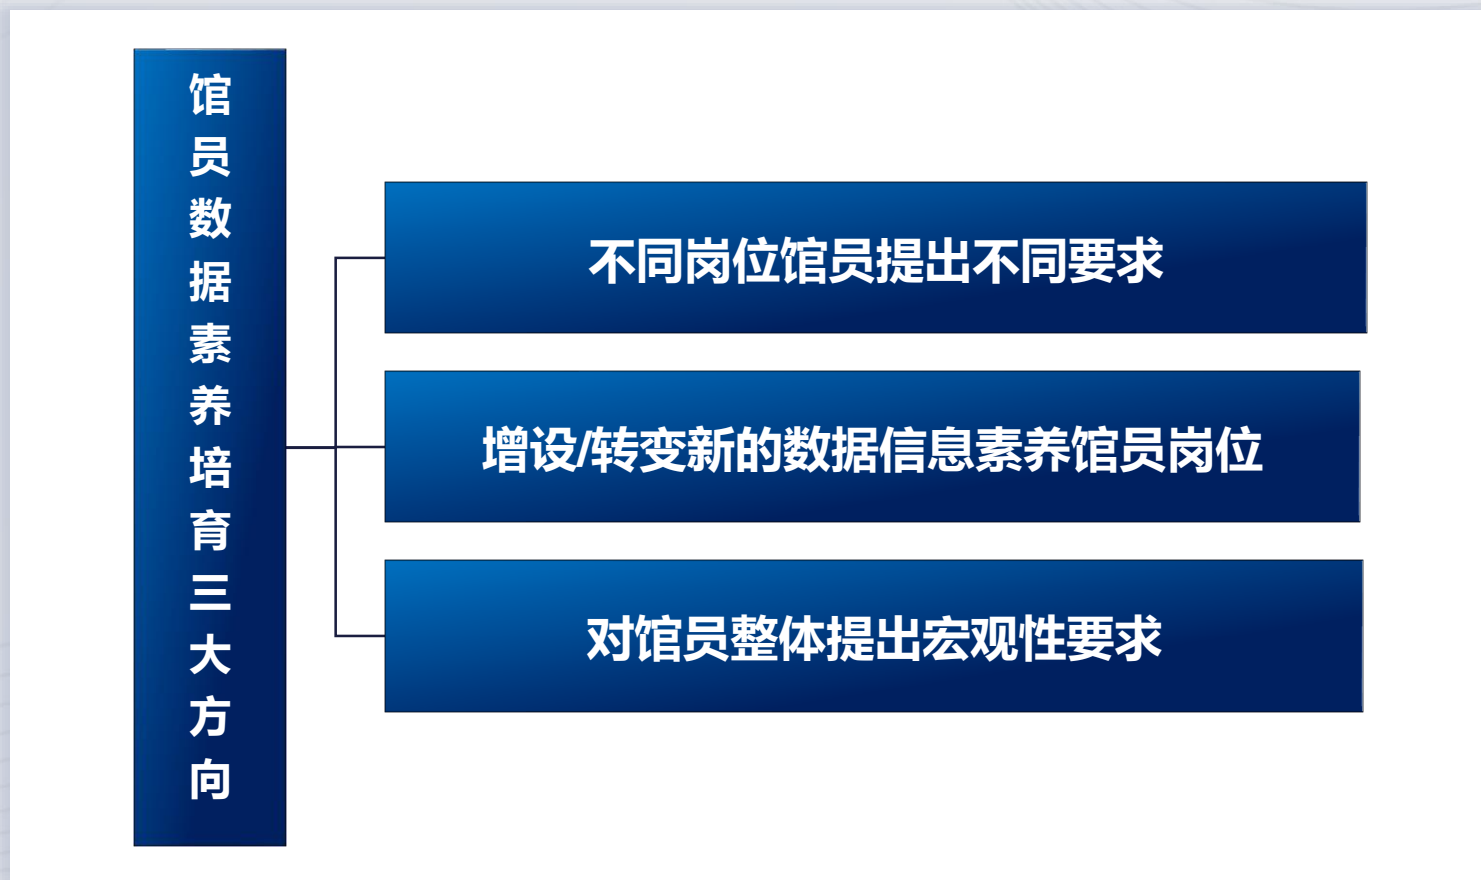 馆员数据素养培育三大方向
不同岗位馆员提出不同要求
增设/转变新的数据信息素养馆员岗位
对馆员整体提出宏观性要求